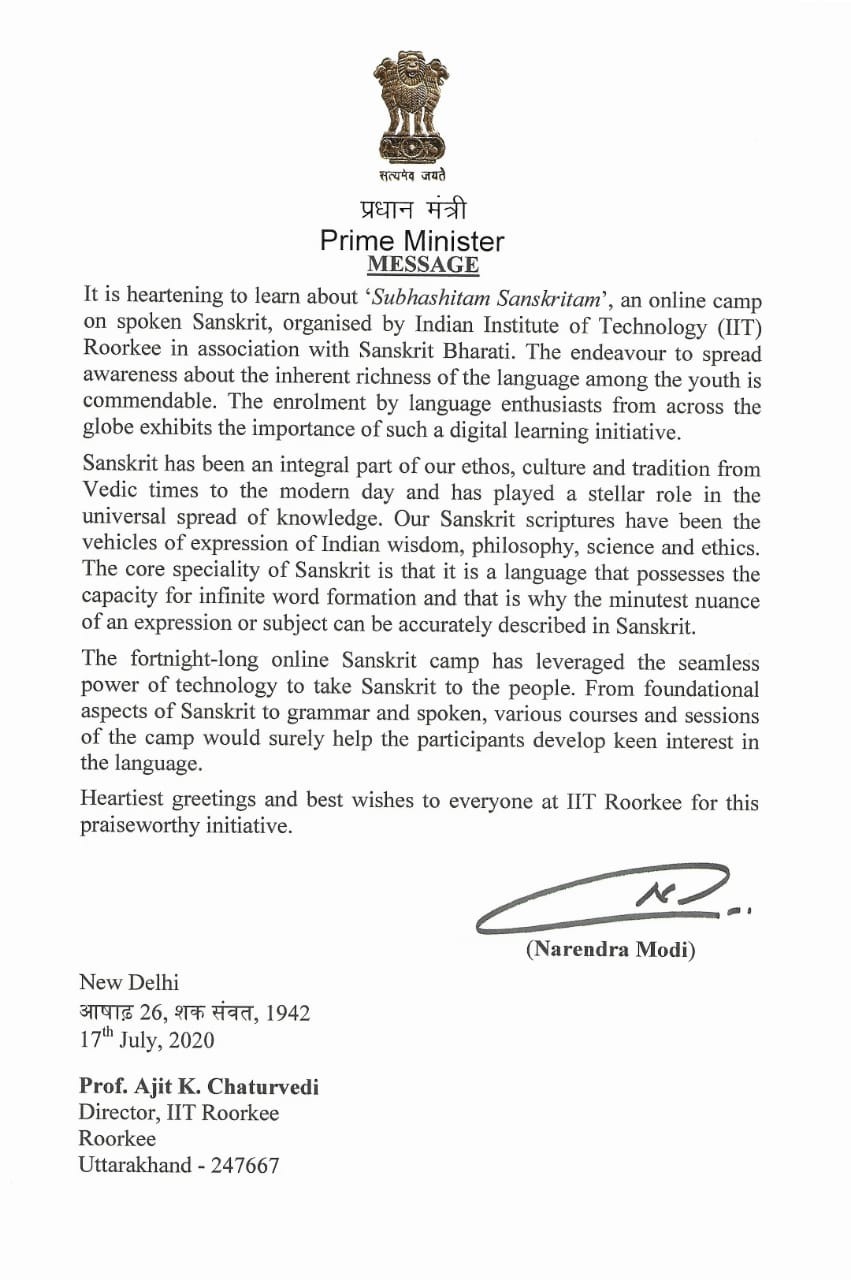 सत्यमेव जयते
प्रधान मंत्री
Prime Minister
MESSAGE
It is heartening to learn about ‘Subhashitam Sanskritam’, an online camp
on spoken Sanskrit, organised by Indian Institute of Technology (IIT)
Roorkee in association with Sanskrit Bharati. The endeavour to spread
awareness about the inherent richness of the language among the youth is
commendable. The enrolment by language enthusiasts from across the
globe exhibits the importance of such a digital learning initiative.
Sanskrit has been an integral part of our ethos, culture and tradition from
Vedic times to the modern day and has played a stellar role in the
universal spread of knowledge. Our Sanskrit scriptures have been the
vehicles of expression of Indian wisdom, philosophy, science and ethics.
The core speciality of Sanskrit is that it is a language that possesses the
capacity for infinite word formation and that is why the minutest nuance
of an expression or subject can be accurately described in Sanskrit.
The fortnight-long online Sanskrit camp has leveraged the seamless
power of technology to take Sanskrit to the people. From foundational
aspects of Sanskrit to grammar and spoken, various courses and sessions
of the camp would surely help the participants develop keen interest in
the language.
Heartiest greetings and best wishes to everyone at IIT Roorkee for this
praiseworthy initiative.
(Narendra Modi)
New Delhi
आषाढ़ 26, शक संवत, 1942
17th July, 2020
Prof. Ajit K. Chaturvedi
Director, IIT Roorkee
Roorkee
Uttarakhand - 247667